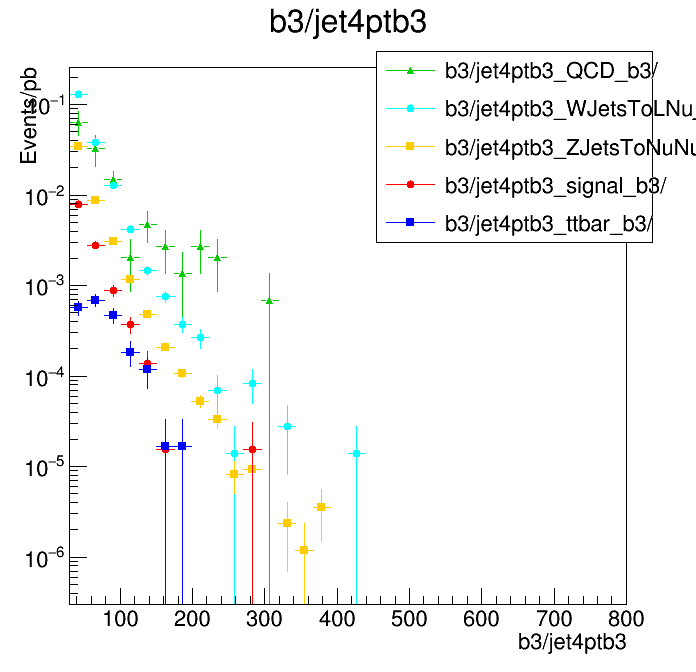 b3/jet4ptb3
Events/pb
b3/jet4ptb3_QCD_b3/
b3/jet4ptb3_WJetsToLNu_
b3/jet4ptb3_ZJetsToNuNu
b3/jet4ptb3_signal_b3/
b3/jet4ptb3_ttbar_b3/
10−1
10−2
10−3
10−4
10−5
10−6
100 200 300 400 500 600 700 800
b3/jet4ptb3